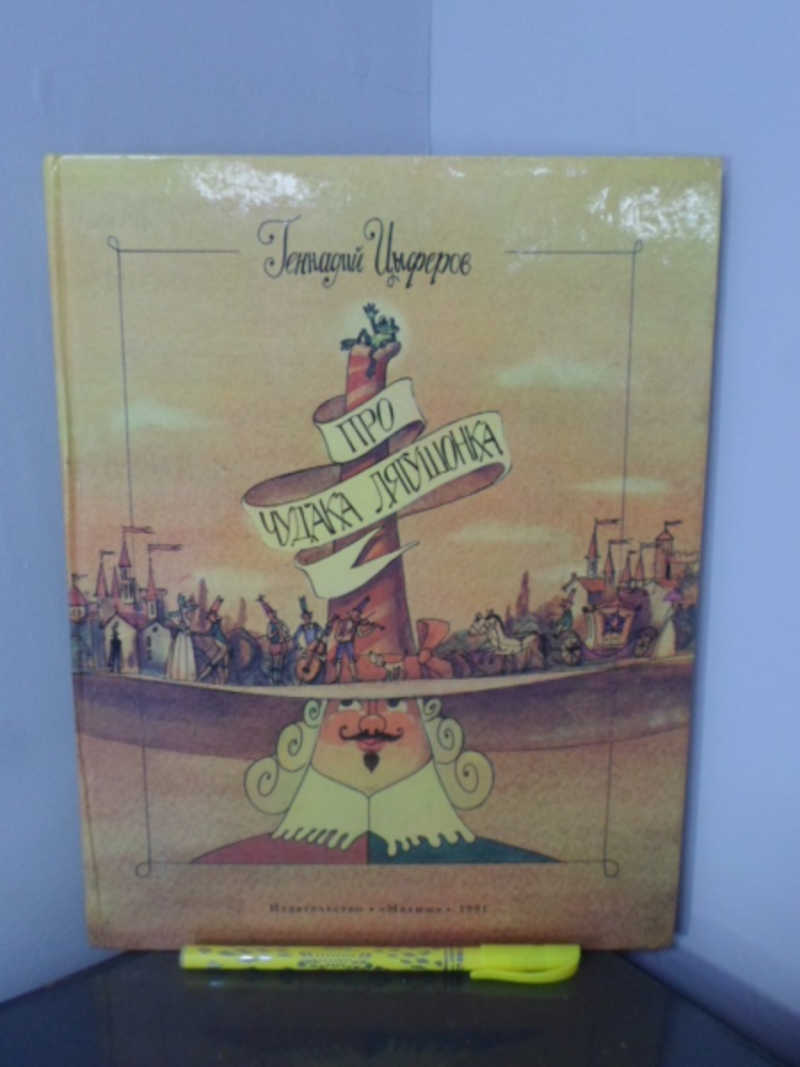 Геннадий Цыферов
ПРО
ЧУДАКА ЛЯГУШОНКА
Издательство • «Малыш» • 1991